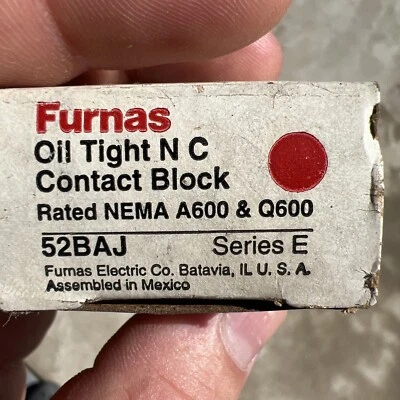 Furnas
Oil Tight N C
Contact Block
Rated NEMA A600 & Q600
52BAJ Series E
Furnas Electric Co. Batavia, IL U. S. A.
Assembled in Mexico